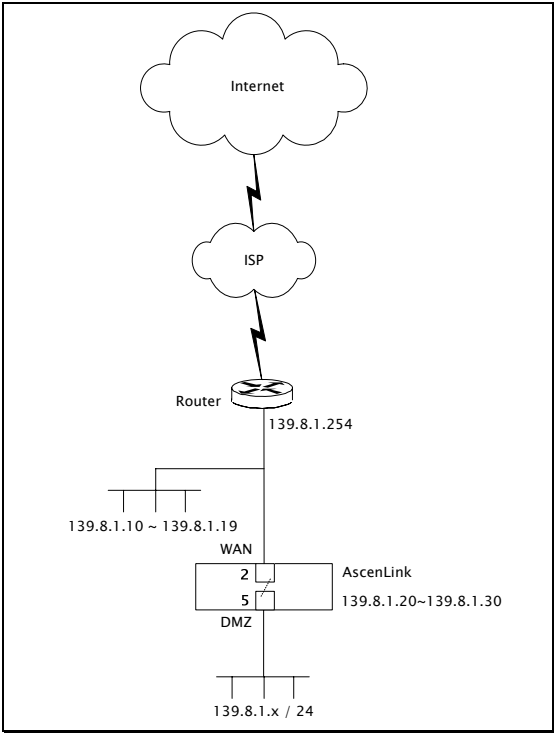 Internet
ISP
Router
139.8.1.254
139.8.1.10 ~ 139.8.1.19
WAN
2
AscenLink
5
139.8.1.20~139.8.1.30
DMZ
139.8.1.x / 24